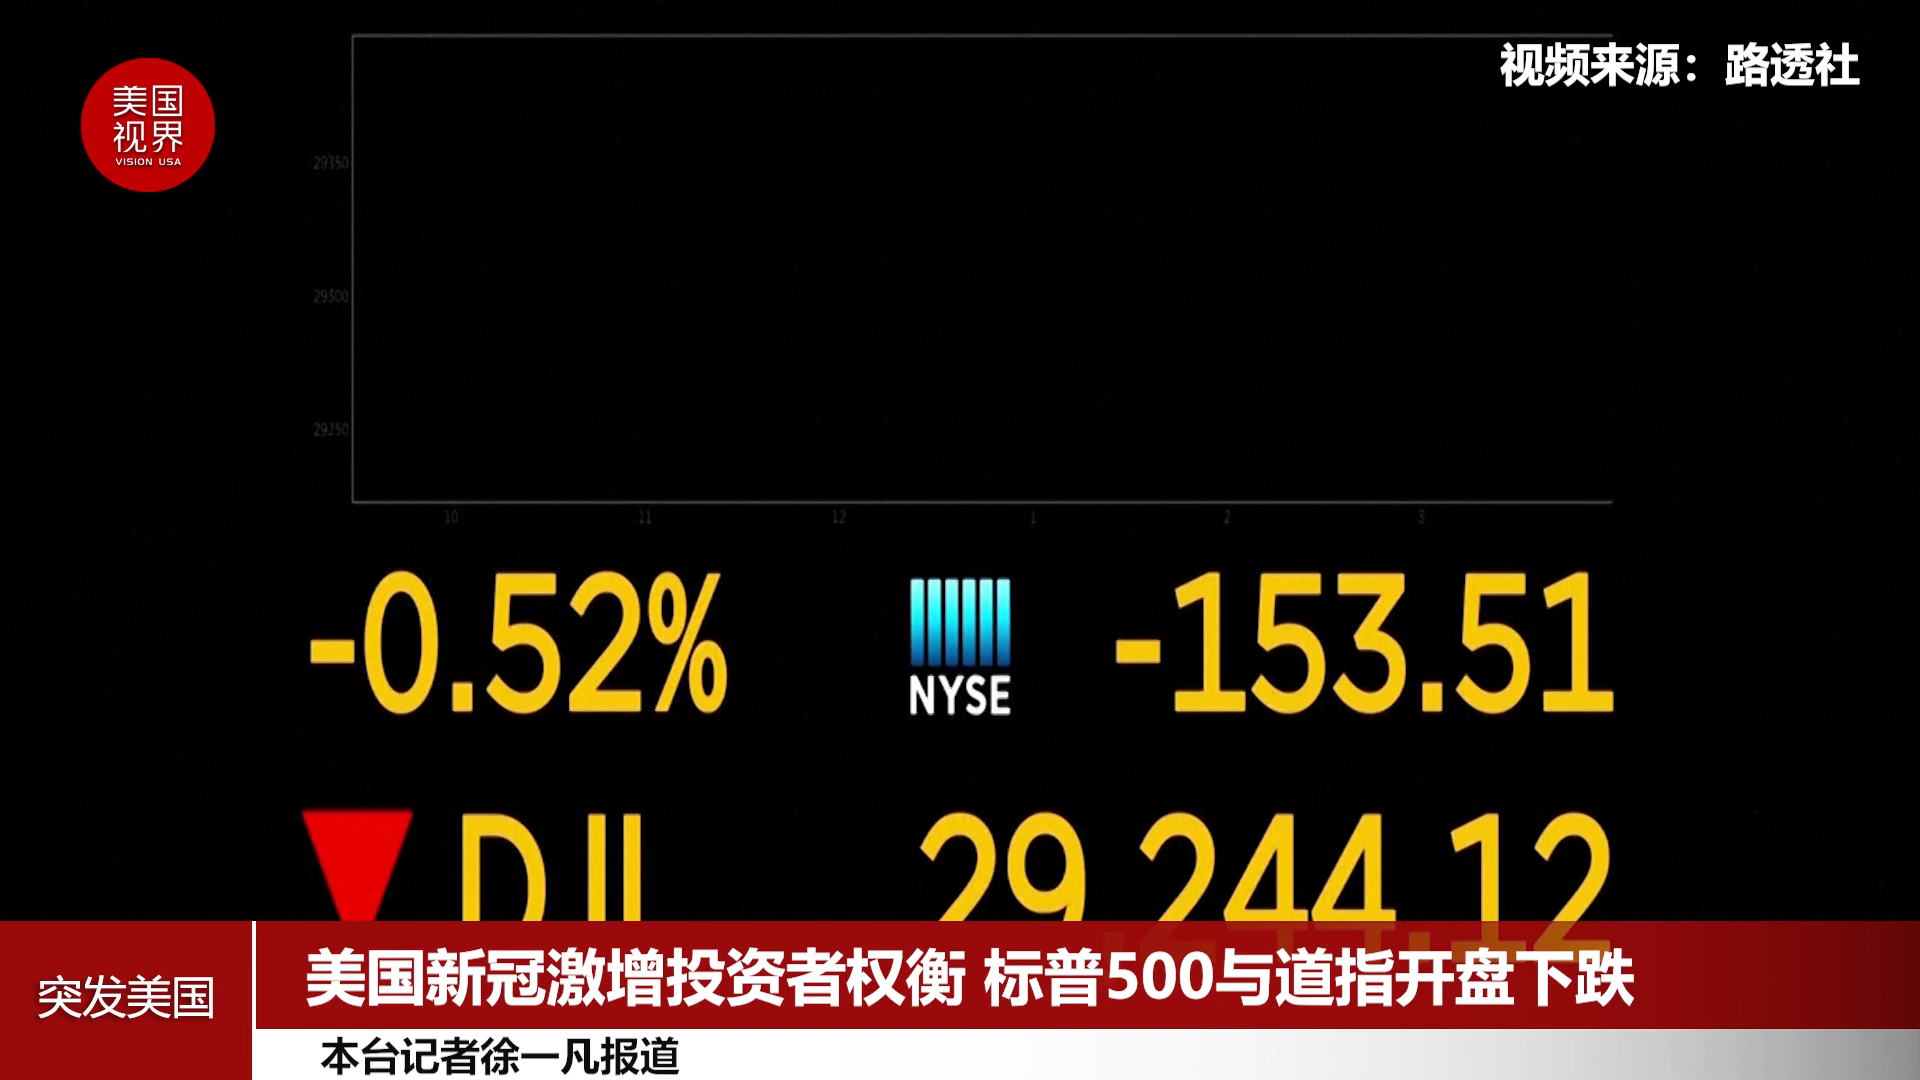 视频来源：路透社
美国
视界
VISION USA
29350
29300
29250
10 11 12 1 2 3
-0.52% NYSE -153.51
DJI 29,244.12
突发美国
美国新冠激增投资者权衡 标普500与道指开盘下跌
本台记者徐一凡报道